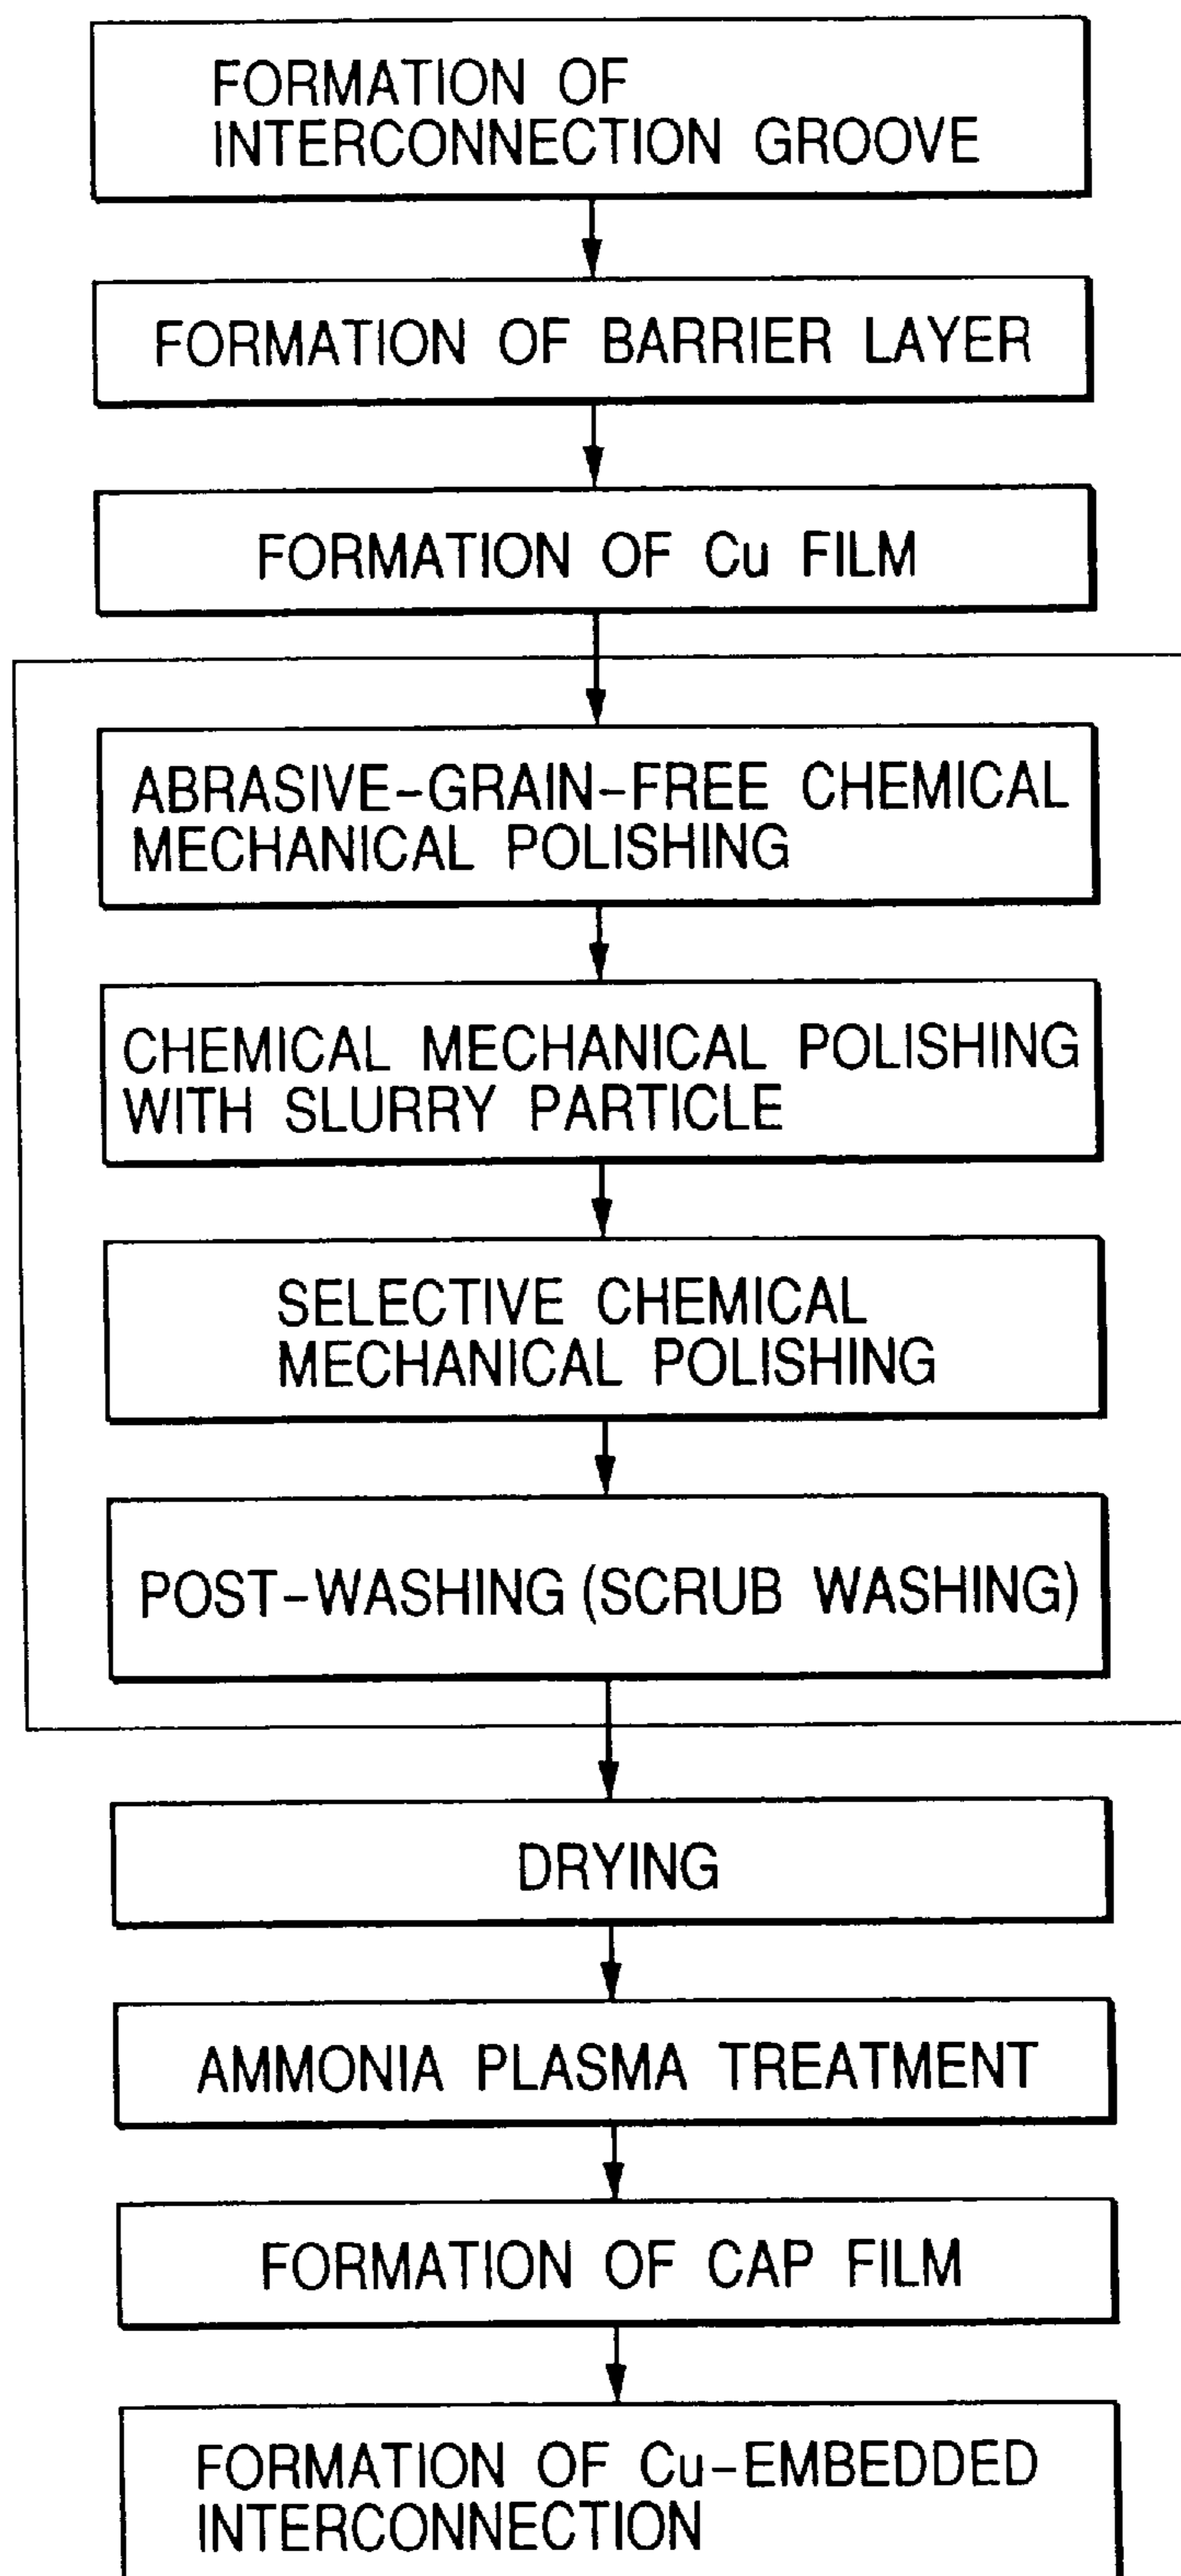 FORMATION OF
INTERCONNECTION GROOVE
FORMATION OF BARRIER LAYER
FORMATION OF Cu FILM
ABRASIVE-GRAIN-FREE CHEMICAL
MECHANICAL POLISHING
CHEMICAL MECHANICAL POLISHING
WITH SLURRY PARTICLE
SELECTIVE CHEMICAL
MECHANICAL POLISHING
POST-WASHING (SCRUB WASHING)
DRYING
AMMONIA PLASMA TREATMENT
FORMATION OF CAP FILM
FORMATION OF Cu-EMBEDDED
INTERCONNECTION